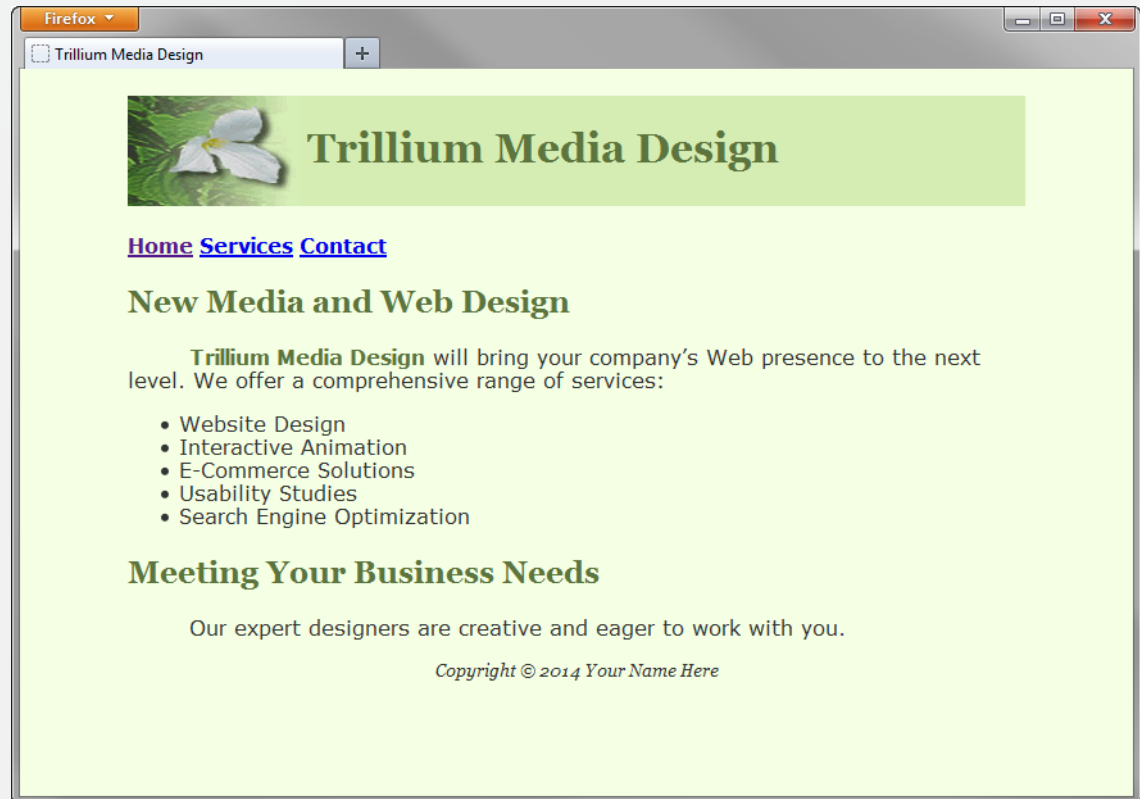 Firefox
Trillium Media Design
Trillium Media Design
Home Services Contact
New Media and Web Design
Trillium Media Design will bring your company’s Web presence to the next
level. We offer a comprehensive range of services:
• Website Design
• Interactive Animation
• E-Commerce Solutions
• Usability Studies
• Search Engine Optimization
Meeting Your Business Needs
Our expert designers are creative and eager to work with you.
Copyright © 2014 Your Name Here